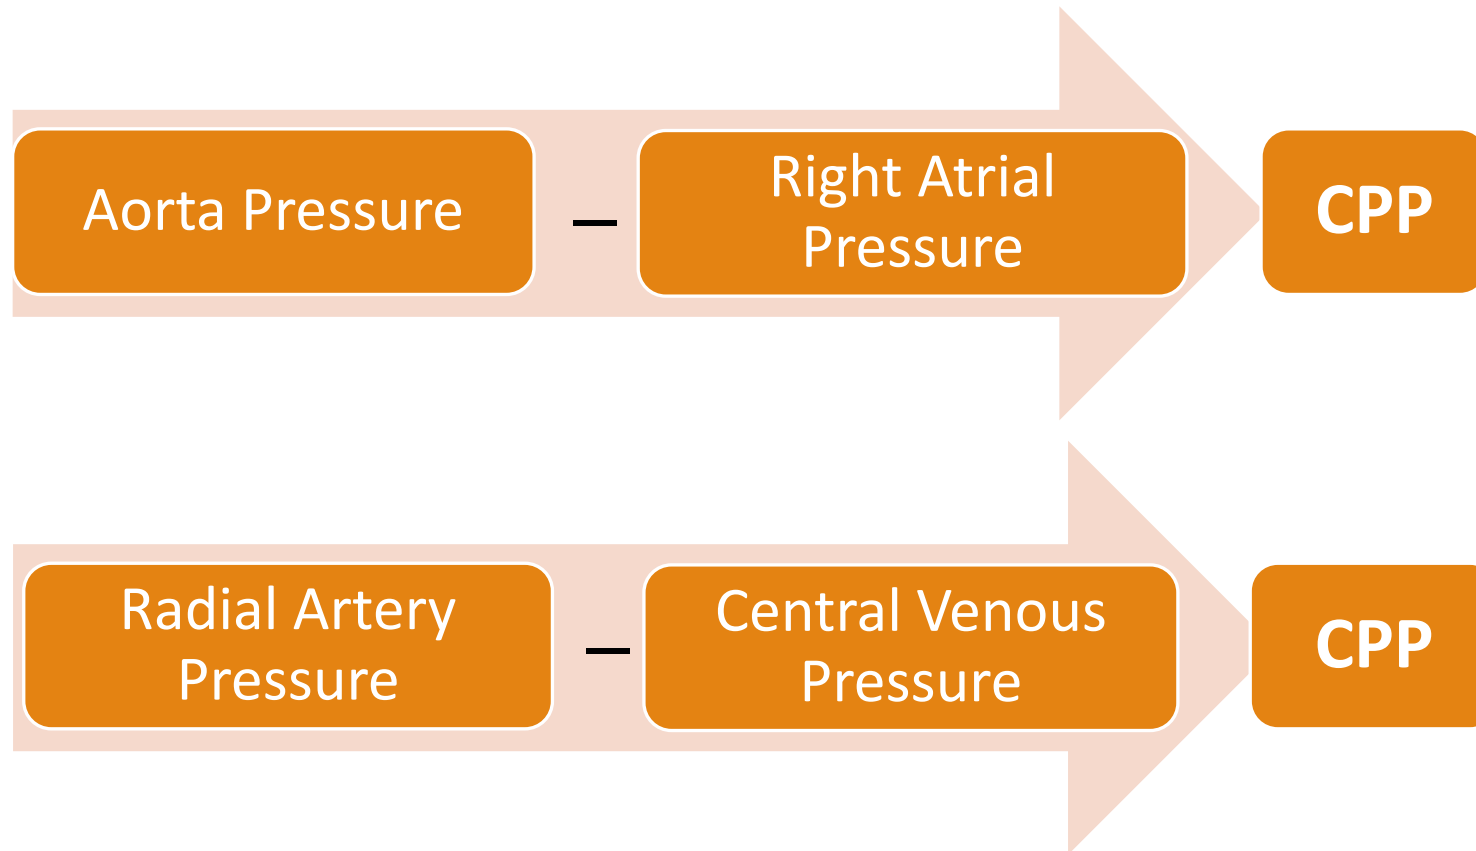 Aorta Pressure
–
Right Atrial
Pressure
CPP
Radial Artery
Pressure
–
Central Venous
Pressure
CPP